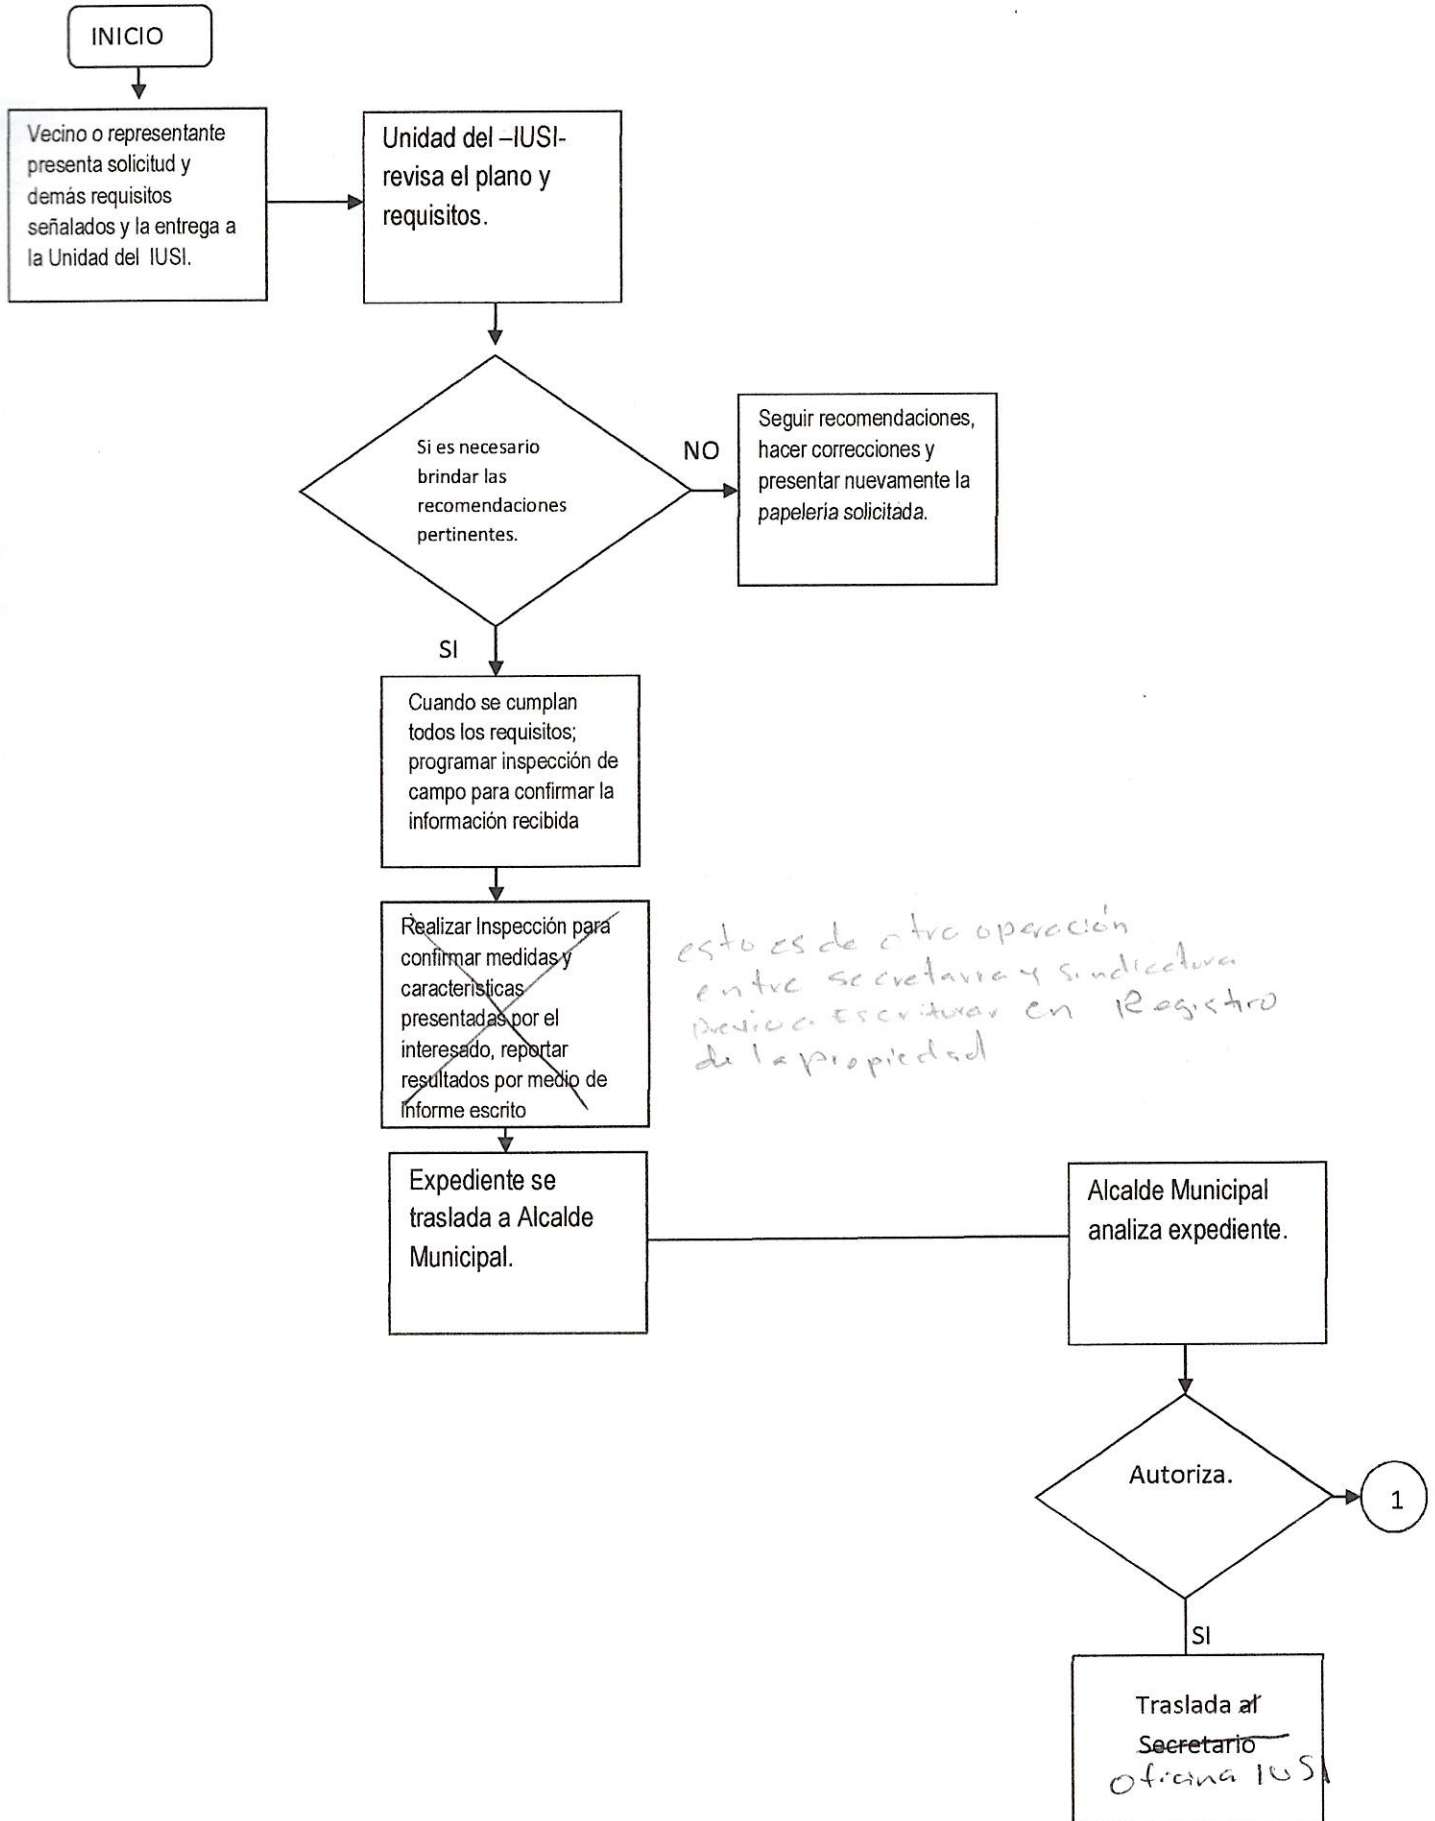 INICIO
Vecino o representante
presenta solicitud y
demás requisitos
señalados y la entrega a
la Unidad del IUSI.
Unidad del –IUSI-
revisa el plano y
requisitos.
Si es necesario
brindar las
recomendaciones
pertinentes.
NO
Seguir recomendaciones,
hacer correcciones y
presentar nuevamente la
papelería solicitada.
SI
Cuando se cumplan
todos los requisitos;
programar inspección de
campo para confirmar la
información recibida
Realizar Inspección para
confirmar medidas y
características
presentadas por el
interesado, reportar
resultados por medio de
informe escrito
esto es de otra operación
entre secretaria y sindicatura
previo a Escriturar en Registro
de la propiedad
Expediente se
traslada a Alcalde
Municipal.
Alcalde Municipal
analiza expediente.
Autoriza.
1
SI
Traslada al
Secretario
Oficina IUSI